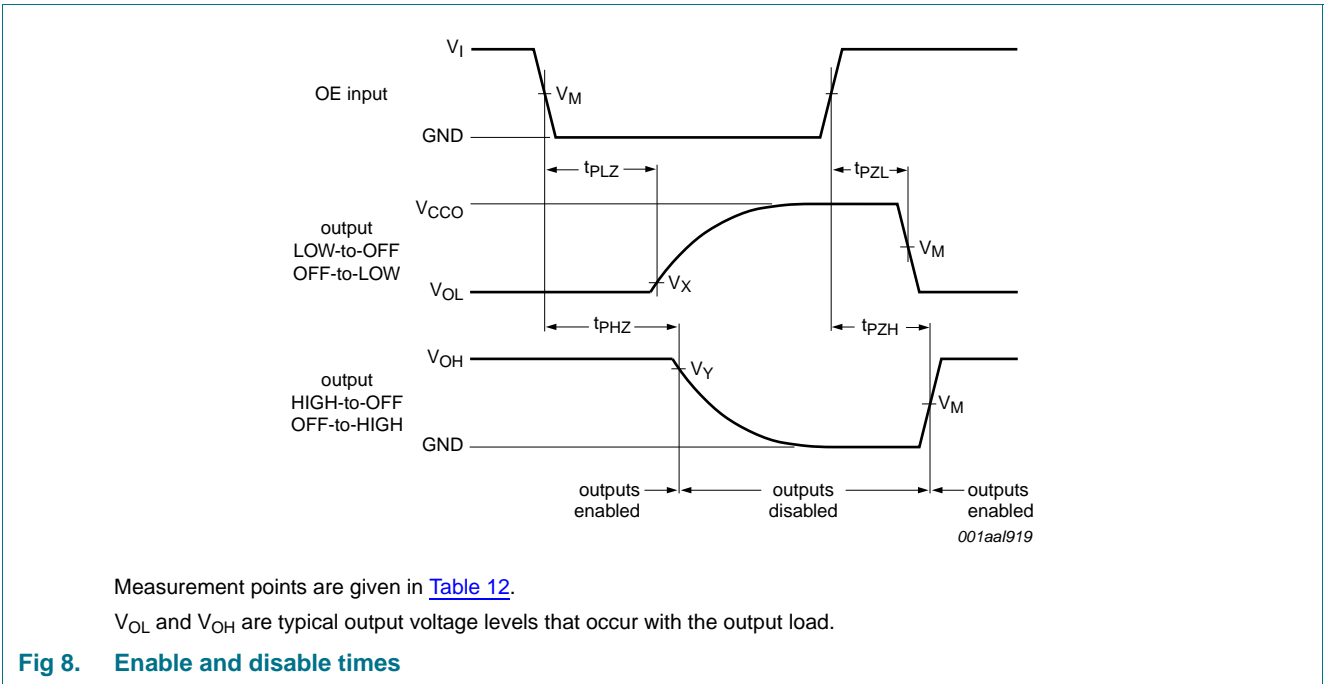 VI
OE input
VM
GND
tPLZ
tPZL
VCCO
output
LOW-to-OFF
OFF-to-LOW
VM
VX
VOL
tPHZ
tPZH
VOH
output
HIGH-to-OFF
OFF-to-HIGH
VY
VM
GND
outputs
enabled
outputs
disabled
outputs
enabled
001aal919
Measurement points are given in Table 12.
VOL and VOH are typical output voltage levels that occur with the output load.
Fig 8. Enable and disable times